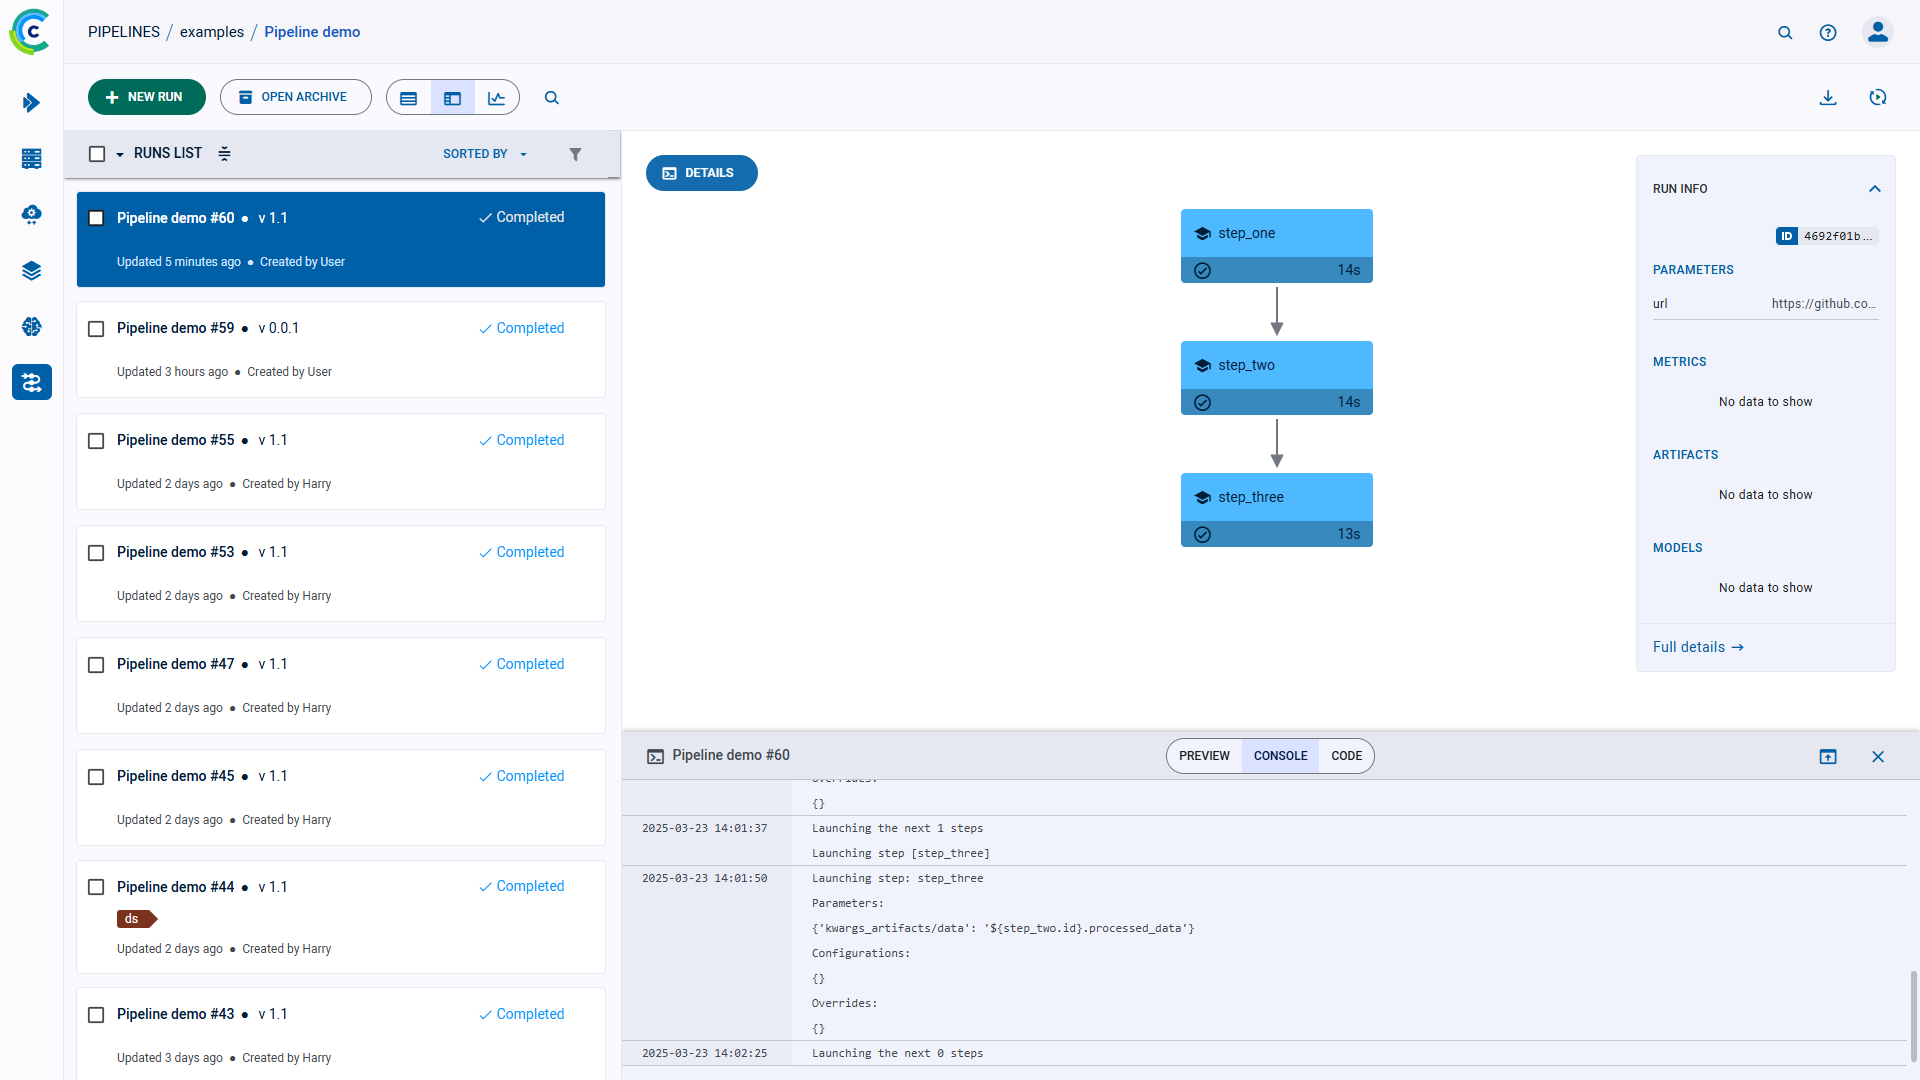 PIPELINES / examples / Pipeline demo
NEW RUN
OPEN ARCHIVE
RUNS LIST
SORTED BY
Pipeline demo #60 • v 1.1
Completed
Updated 5 minutes ago • Created by User
Pipeline demo #59 • v 0.0.1
Completed
Updated 3 hours ago • Created by User
Pipeline demo #55 • v 1.1
Completed
Updated 2 days ago • Created by Harry
Pipeline demo #53 • v 1.1
Completed
Updated 2 days ago • Created by Harry
Pipeline demo #47 • v 1.1
Completed
Updated 2 days ago • Created by Harry
Pipeline demo #45 • v 1.1
Completed
Updated 2 days ago • Created by Harry
Pipeline demo #44 • v 1.1
Completed
ds
Updated 2 days ago • Created by Harry
Pipeline demo #43 • v 1.1
Completed
Updated 3 days ago • Created by Harry
DETAILS
step_one
14s
step_two
14s
step_three
13s
RUN INFO
ID 4692f01b...
PARAMETERS
url https://github.co...
METRICS
No data to show
ARTIFACTS
No data to show
MODELS
No data to show
Full details →
Pipeline demo #60
PREVIEW CONSOLE CODE
Overrides:
{}
2025-03-23 14:01:37 Launching the next 1 steps
Launching step [step_three]
2025-03-23 14:01:50 Launching step: step_three
Parameters:
{'kwargs_artifacts/data': '${step_two.id}.processed_data'}
Configurations:
{}
Overrides:
{}
2025-03-23 14:02:25 Launching the next 0 steps